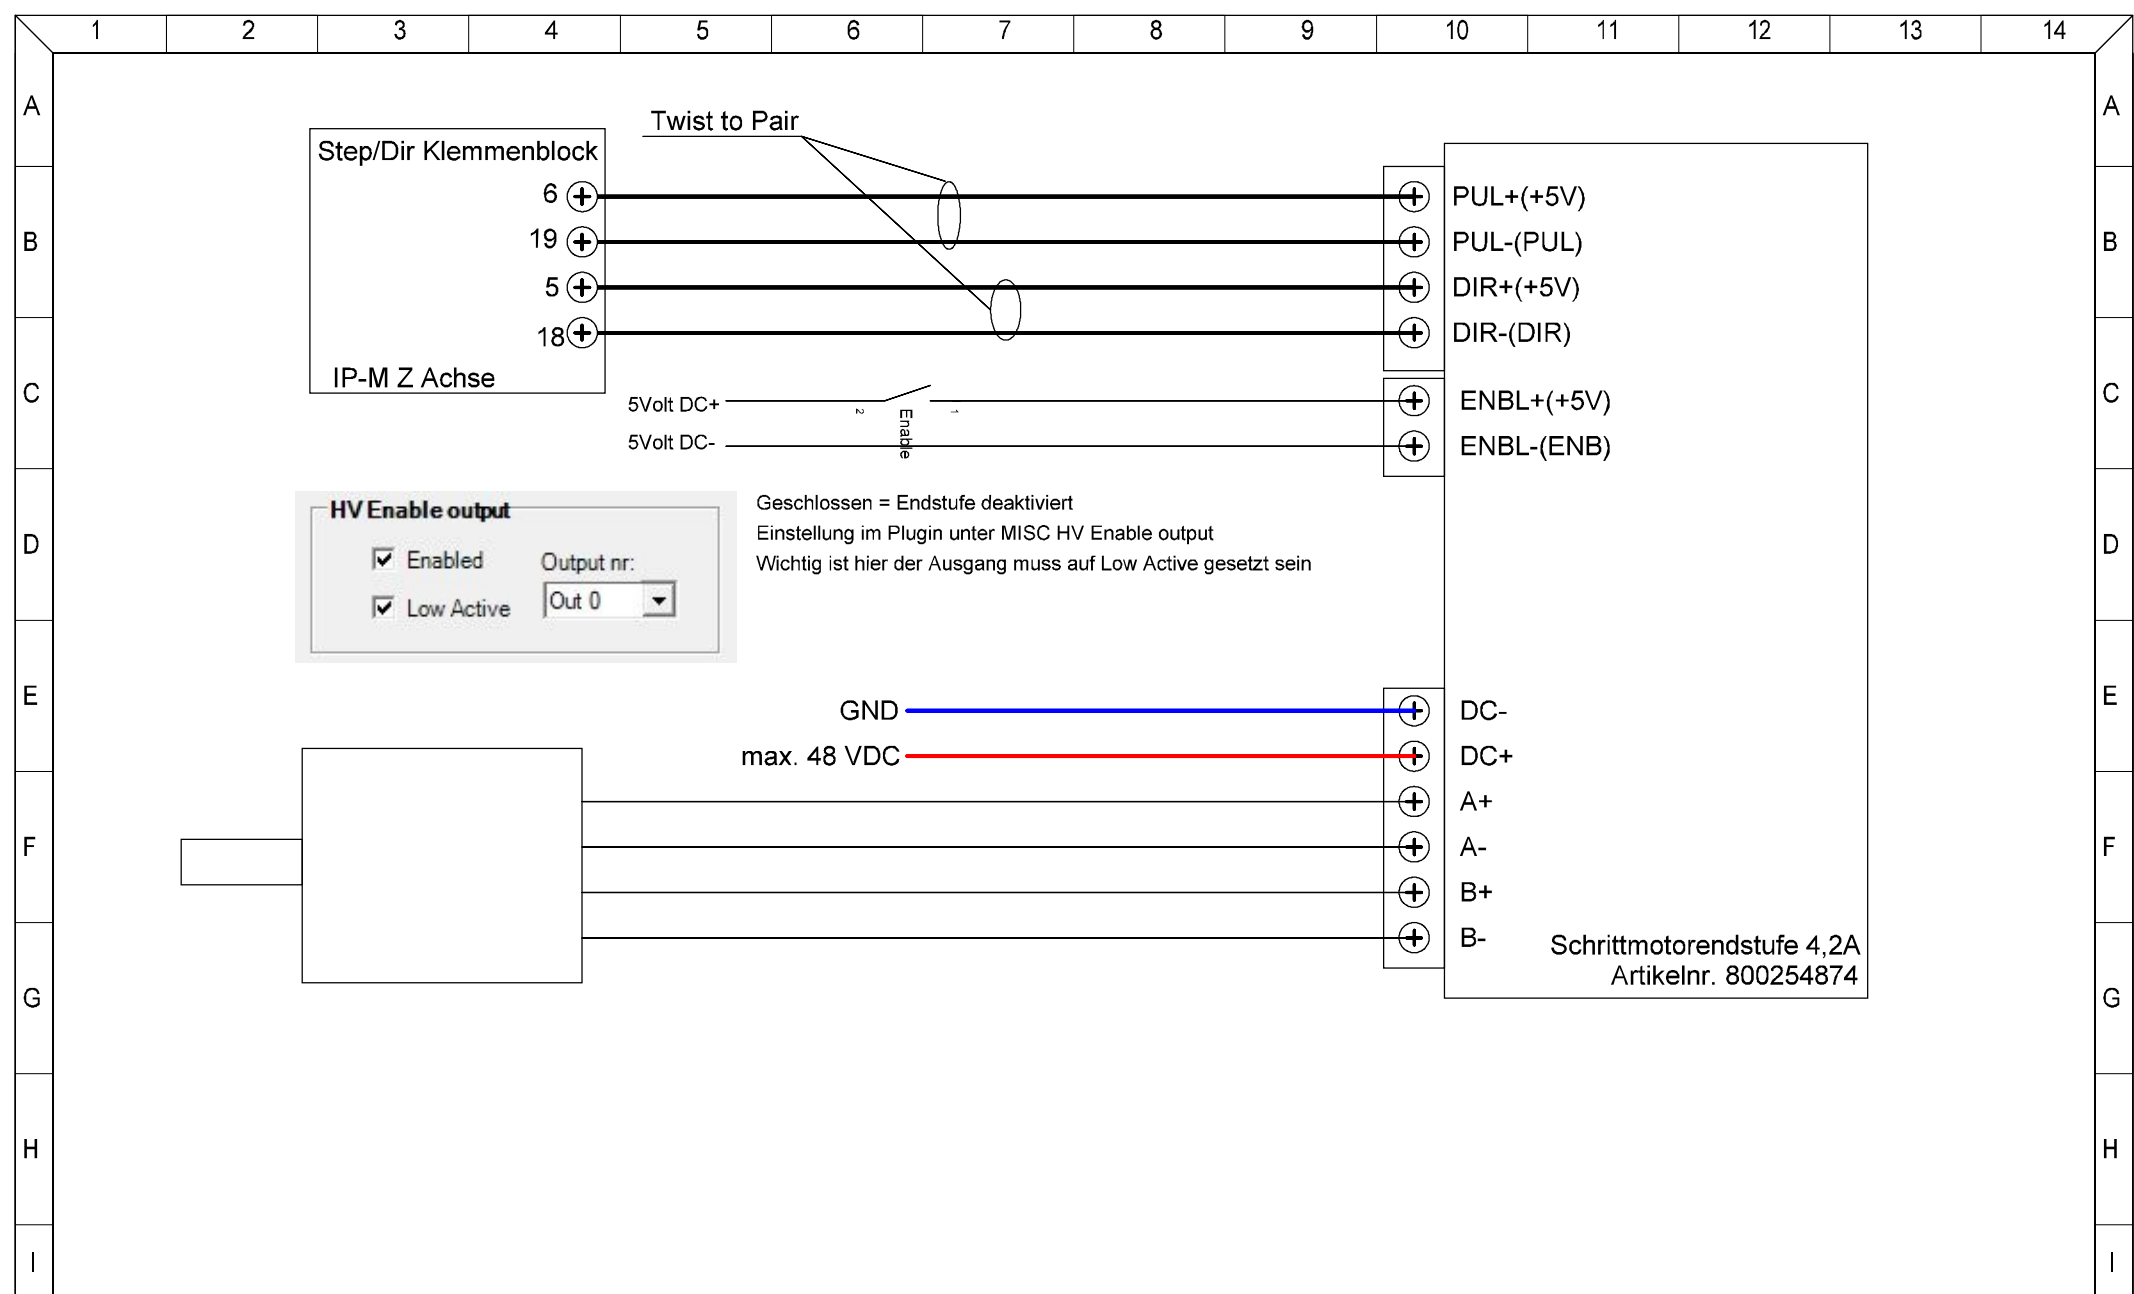 1 2 3 4 5 6 7 8 9 10 11 12 13 14
A A
Twist to Pair
Step/Dir Klemmenblock
6 PUL+(+5V)
B 19 PUL-(PUL) B
5 DIR+(+5V)
18 DIR-(DIR)
IP-M Z Achse
C C
5Volt DC+ 2 Enable 1 ENBL+(+5V)
5Volt DC- ENBL-(ENB)
HV Enable output
Enabled Output nr:
Low Active Out 0
Geschlossen = Endstufe deaktiviert
Einstellung im Plugin unter MISC HV Enable output
Wichtig ist hier der Ausgang muss auf Low Active gesetzt sein
D D
E E
GND DC-
max. 48 VDC DC+
A+
F A- F
B+
B-
Schrittmotorendstufe 4,2A
Artikelnr. 800254874
G G
H H
I I